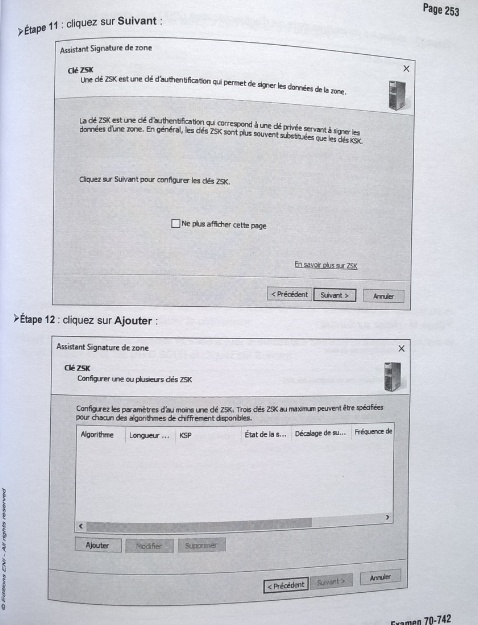 Page 253
➢Étape 11 : cliquez sur Suivant :
Assistant Signature de zone
Clé ZSK
Une clé ZSK est une clé d'authentification qui permet de signer les données de la zone.
La clé ZSK est une clé d'authentification qui correspond à une clé privée servant à signer les
données d'une zone. En général, les clés ZSK sont plus souvent substituées que les clés KSK.
Cliquez sur Suivant pour configurer les clés ZSK.
Ne plus afficher cette page
En savoir plus sur ZSK
< Précédent Suivant > Annuler
➢Étape 12 : cliquez sur Ajouter :
Assistant Signature de zone
Clé ZSK
Configurer une ou plusieurs clés ZSK
Configurez les paramètres d'au moins une clé ZSK. Trois clés ZSK au maximum peuvent être spécifiées
pour chacun des algorithmes de chiffrement disponibles.
Algorithme Longueur ... KSP État de la s... Décalage de su... Fréquence de
Ajouter Modifier Supprimer
< Précédent Suivant > Annuler
© Editions ENI - All rights reserved
Examen 70-742